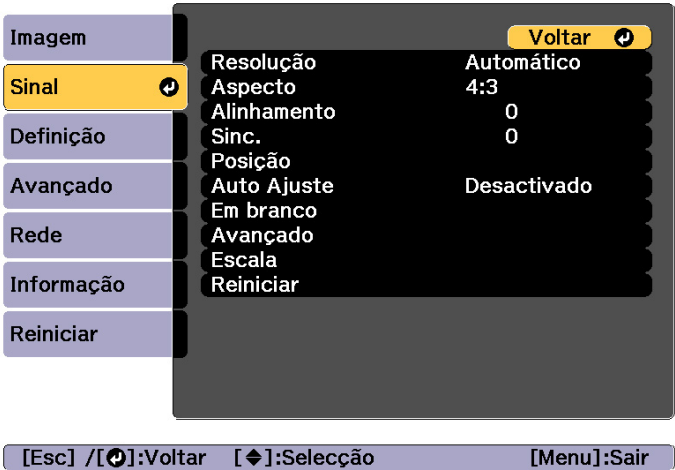 Imagem
Sinal
Definição
Avançado
Rede
Informação
Reiniciar
Voltar
Resolução Automático
Aspecto 4:3
Alinhamento 0
Sinc. 0
Posição
Auto Ajuste Desactivado
Em branco
Avançado
Escala
Reiniciar
[Esc] /[ ]:Voltar [ ]:Selecção [Menu]:Sair